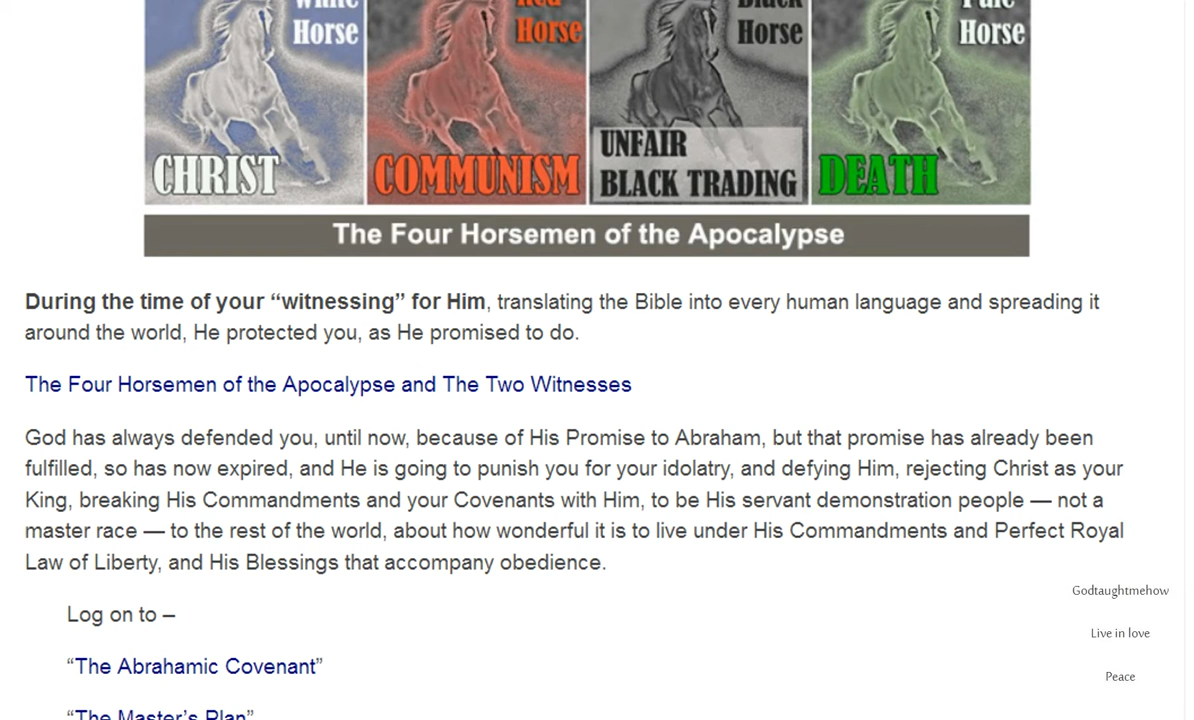 White Red Black Pale
Horse Horse Horse Horse
CHRIST COMMUNISM UNFAIR
BLACK TRADING DEATH
The Four Horsemen of the Apocalypse
During the time of your “witnessing” for Him, translating the Bible into every human language and spreading it
around the world, He protected you, as He promised to do.
The Four Horsemen of the Apocalypse and The Two Witnesses
God has always defended you, until now, because of His Promise to Abraham, but that promise has already been
fulfilled, so has now expired, and He is going to punish you for your idolatry, and defying Him, rejecting Christ as your
King, breaking His Commandments and your Covenants with Him, to be His servant demonstration people — not a
master race — to the rest of the world, about how wonderful it is to live under His Commandments and Perfect Royal
Law of Liberty, and His Blessings that accompany obedience.
Godtaughtmehow
Log on to –
Live in love
“The Abrahamic Covenant”
Peace
“The Master’s Plan”